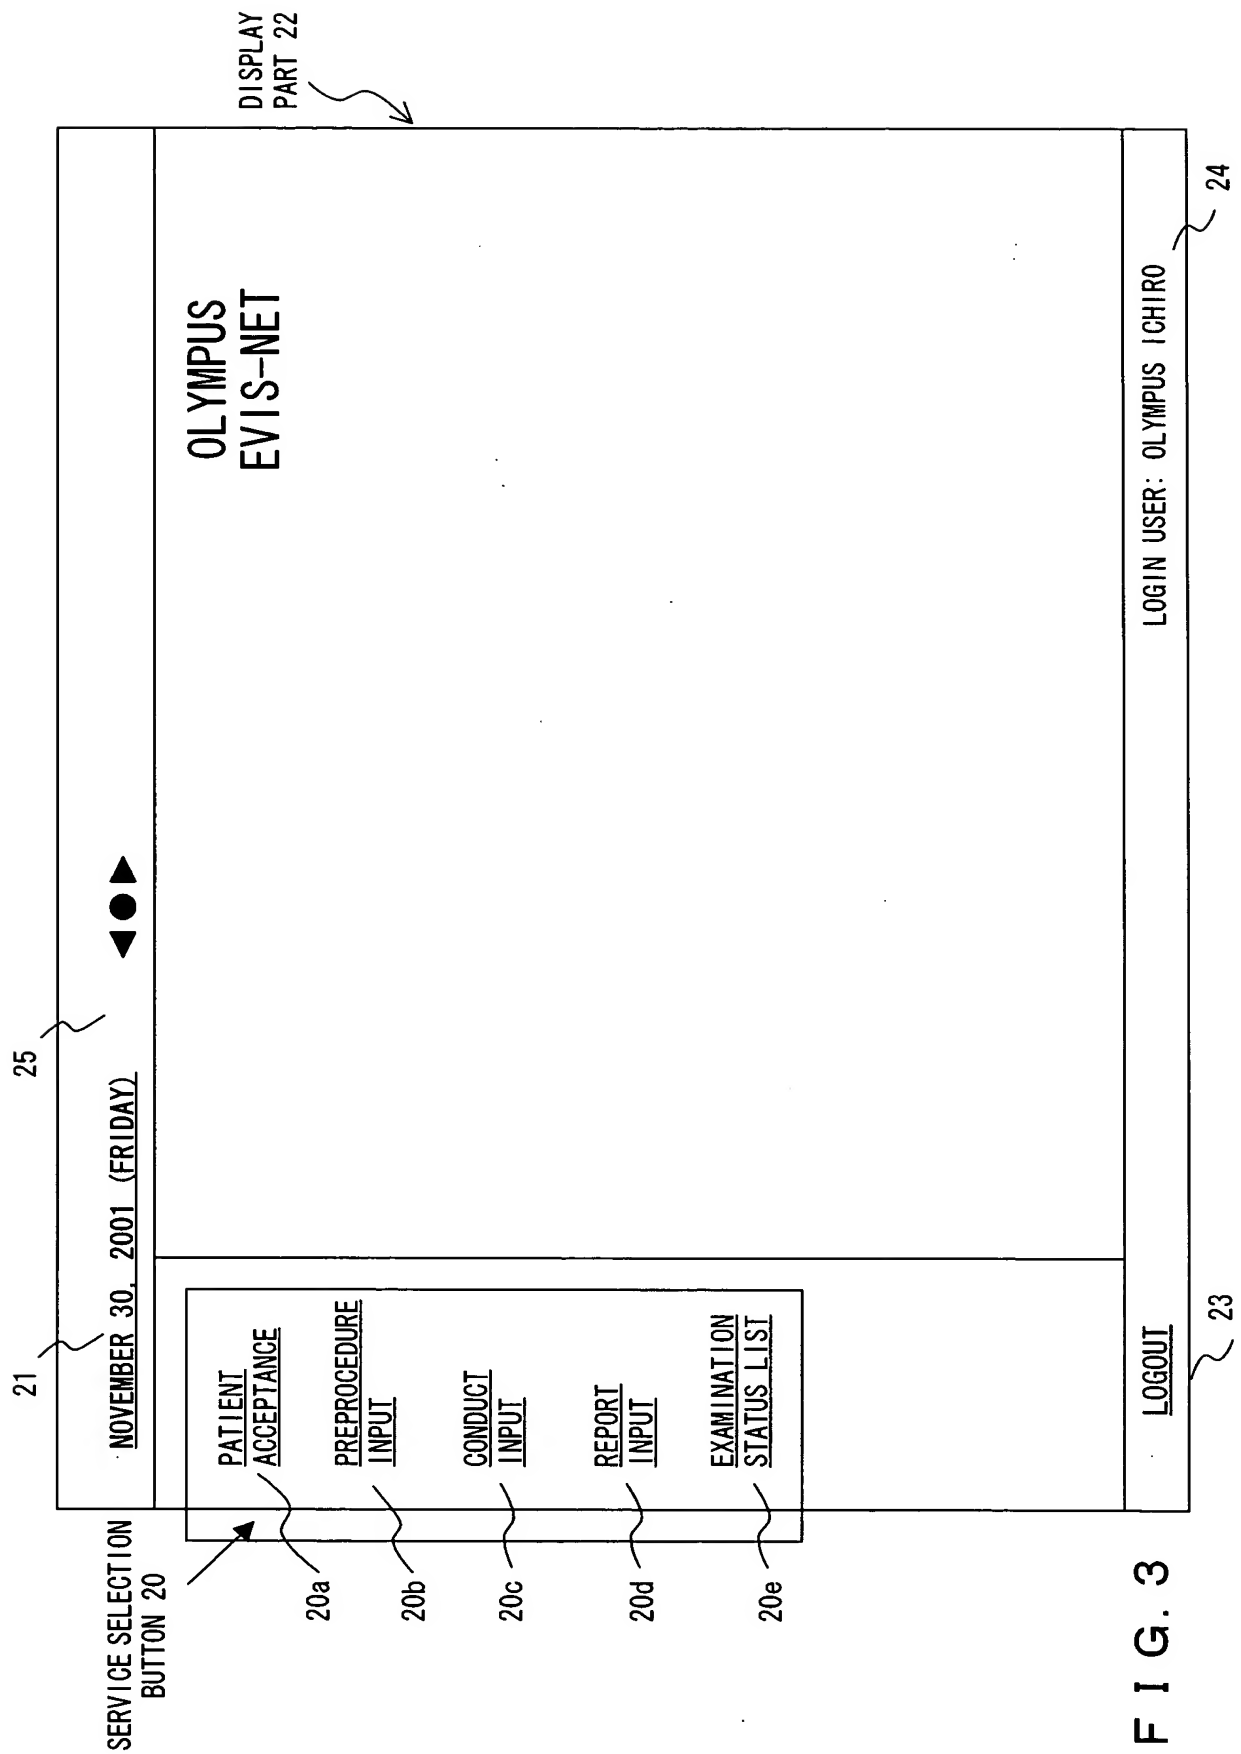 21
25
NOVEMBER 30, 2001 (FRIDAY)
◀●▶
SERVICE SELECTION
BUTTON 20
DISPLAY
PART 22
OLYMPUS
EVIS-NET
PATIENT
ACCEPTANCE
20a
PREPROCEDURE
INPUT
20b
CONDUCT
INPUT
20c
REPORT
INPUT
20d
EXAMINATION
STATUS LIST
20e
LOGOUT
LOGIN USER: OLYMPUS ICHIRO
23
24
FIG. 3